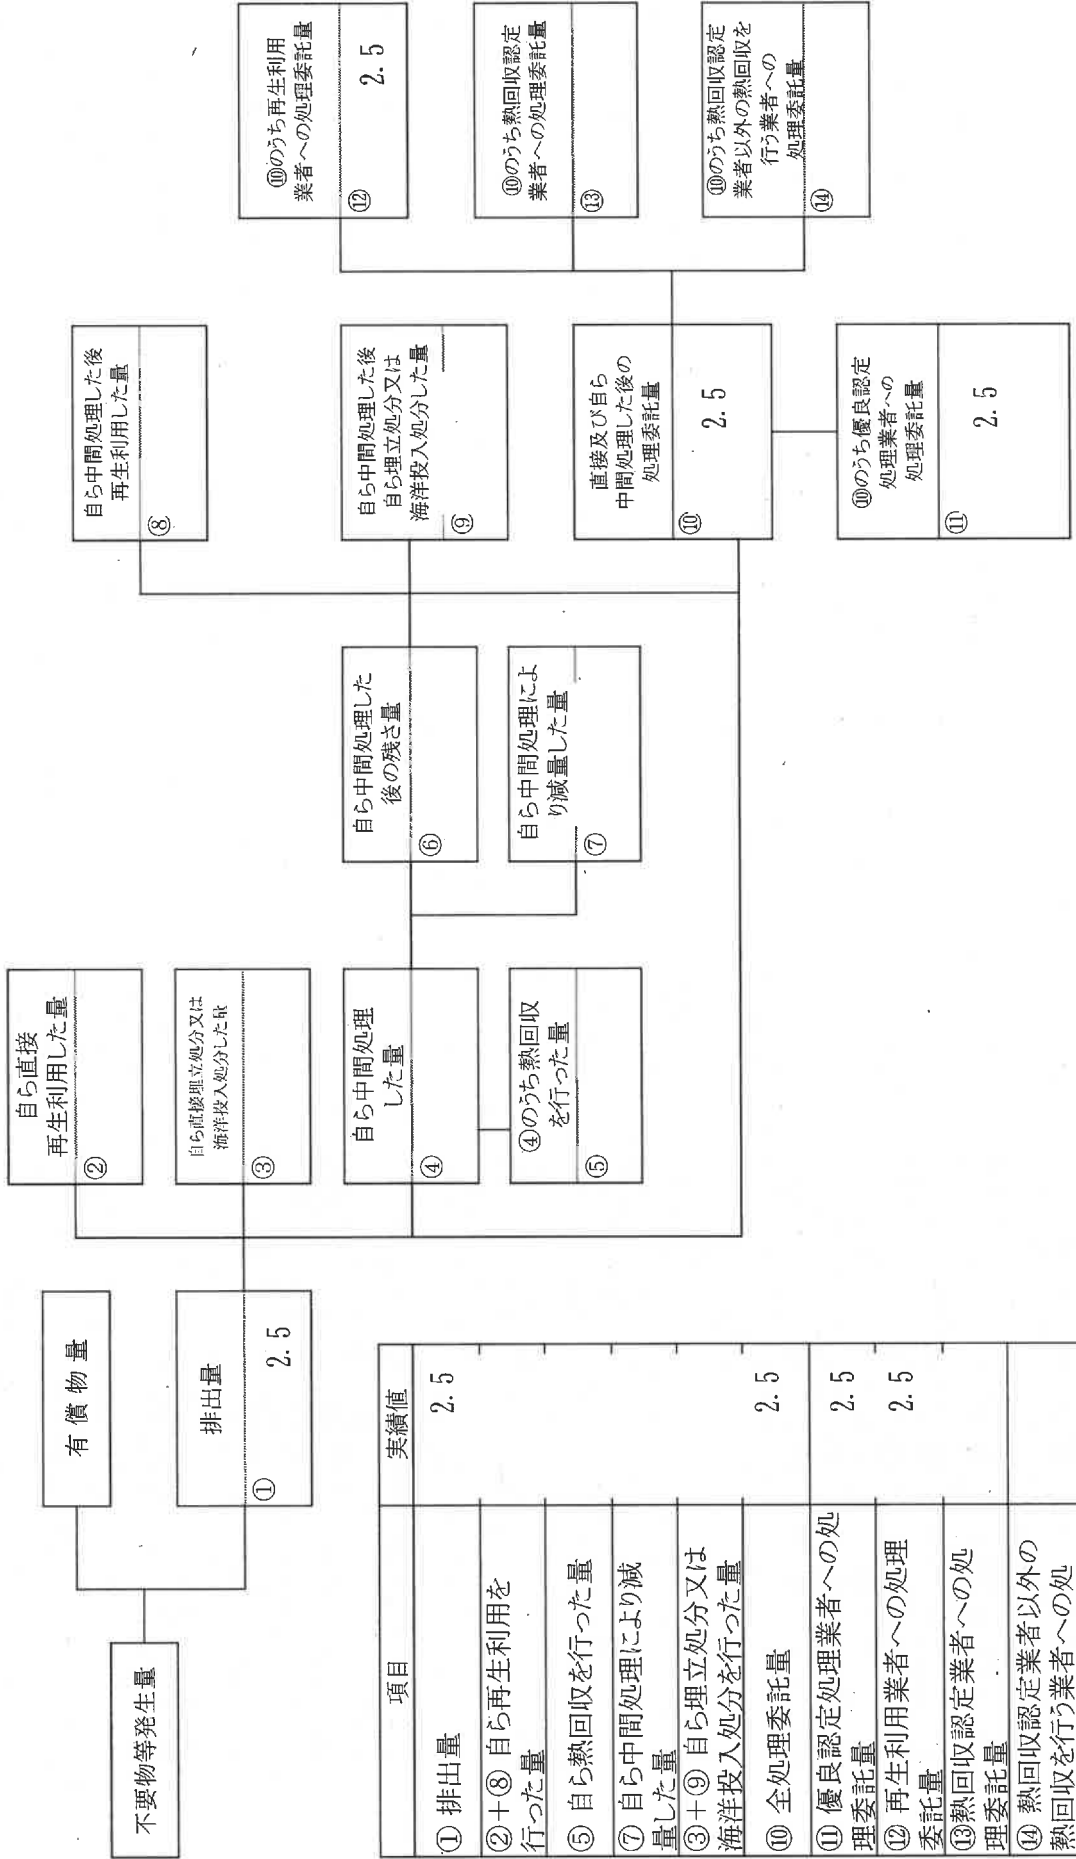 不要物等発生量
有償物量
排出量
①
2.5
自ら直接
再生利用した量
②
自ら直接埋立処分又は
海洋投入処分した量
③
自ら中間処理
した量
④
④のうち熱回収
を行った量
⑤
自ら中間処理した
後の残さ量
⑥
自ら中間処理によ
り減量した量
⑦
自ら中間処理した後
再生利用した量
⑧
自ら中間処理した後
自ら埋立処分又は
海洋投入処分した量
⑨
直接及び自ら
中間処理した後の
処理委託量
⑩
2.5
⑩のうち優良認定
処理業者への
処理委託量
⑪
2.5
⑩のうち再生利用
業者への処理委託量
⑫
2.5
⑩のうち熱回収認定
業者への処理委託量
⑬
⑩のうち熱回収認定
業者以外の熱回収を
行う業者への
処理委託量
⑭
項目 実績値
① 排出量 2.5
②+⑧ 自ら再生利用を
行った量
⑤ 自ら熱回収を行った量
⑦ 自ら中間処理により減
量した量
③+⑨ 自ら埋立処分又は
海洋投入処分を行った量
⑩ 全処理委託量 2.5
⑪ 優良認定処理業者への処
理委託量 2.5
⑫ 再生利用業者への処理
委託量 2.5
⑬熱回収認定業者への処
理委託量
⑭ 熱回収認定業者以外の
熱回収を行う業者への処